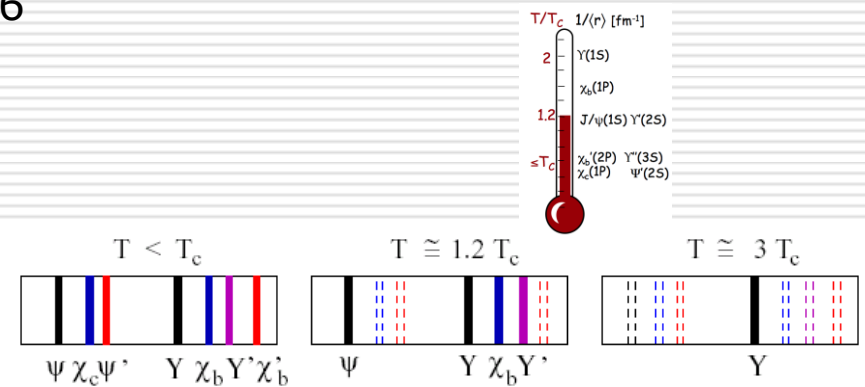 6
T/T_C 1/⟨r⟩ [fm⁻¹]
2 ϒ(1S)
χ_b(1P)
1.2 J/ψ(1S) ϒ'(2S)
≤T_C χ_b'(2P) ϒ''(3S)
χ_c(1P) Ψ'(2S)
T < T_c T ≅ 1.2 T_c T ≅ 3 T_c
ψ χ_c ψ' ϒ χ_b ϒ' χ_b' ψ ϒ χ_b ϒ' ϒ